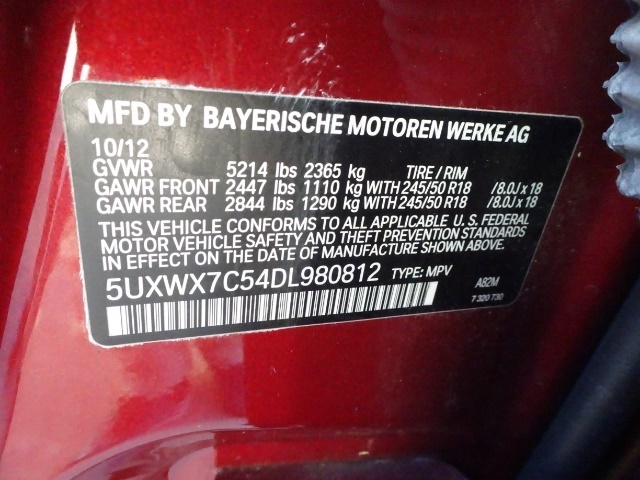 MFD BY BAYERISCHE MOTOREN WERKE AG
10/12
GVWR 5214 lbs 2365 kg TIRE / RIM
GAWR FRONT 2447 lbs 1110 kg WITH 245/50 R18 /8.0J x 18
GAWR REAR 2844 lbs 1290 kg WITH 245/50 R18 /8.0J x 18
THIS VEHICLE CONFORMS TO ALL APPLICABLE U. S. FEDERAL
MOTOR VEHICLE SAFETY AND THEFT PREVENTION STANDARDS
IN EFFECT ON THE DATE OF MANUFACTURE SHOWN ABOVE.
5UXWX7C54DL980812 TYPE: MPV A82M
7 320 730